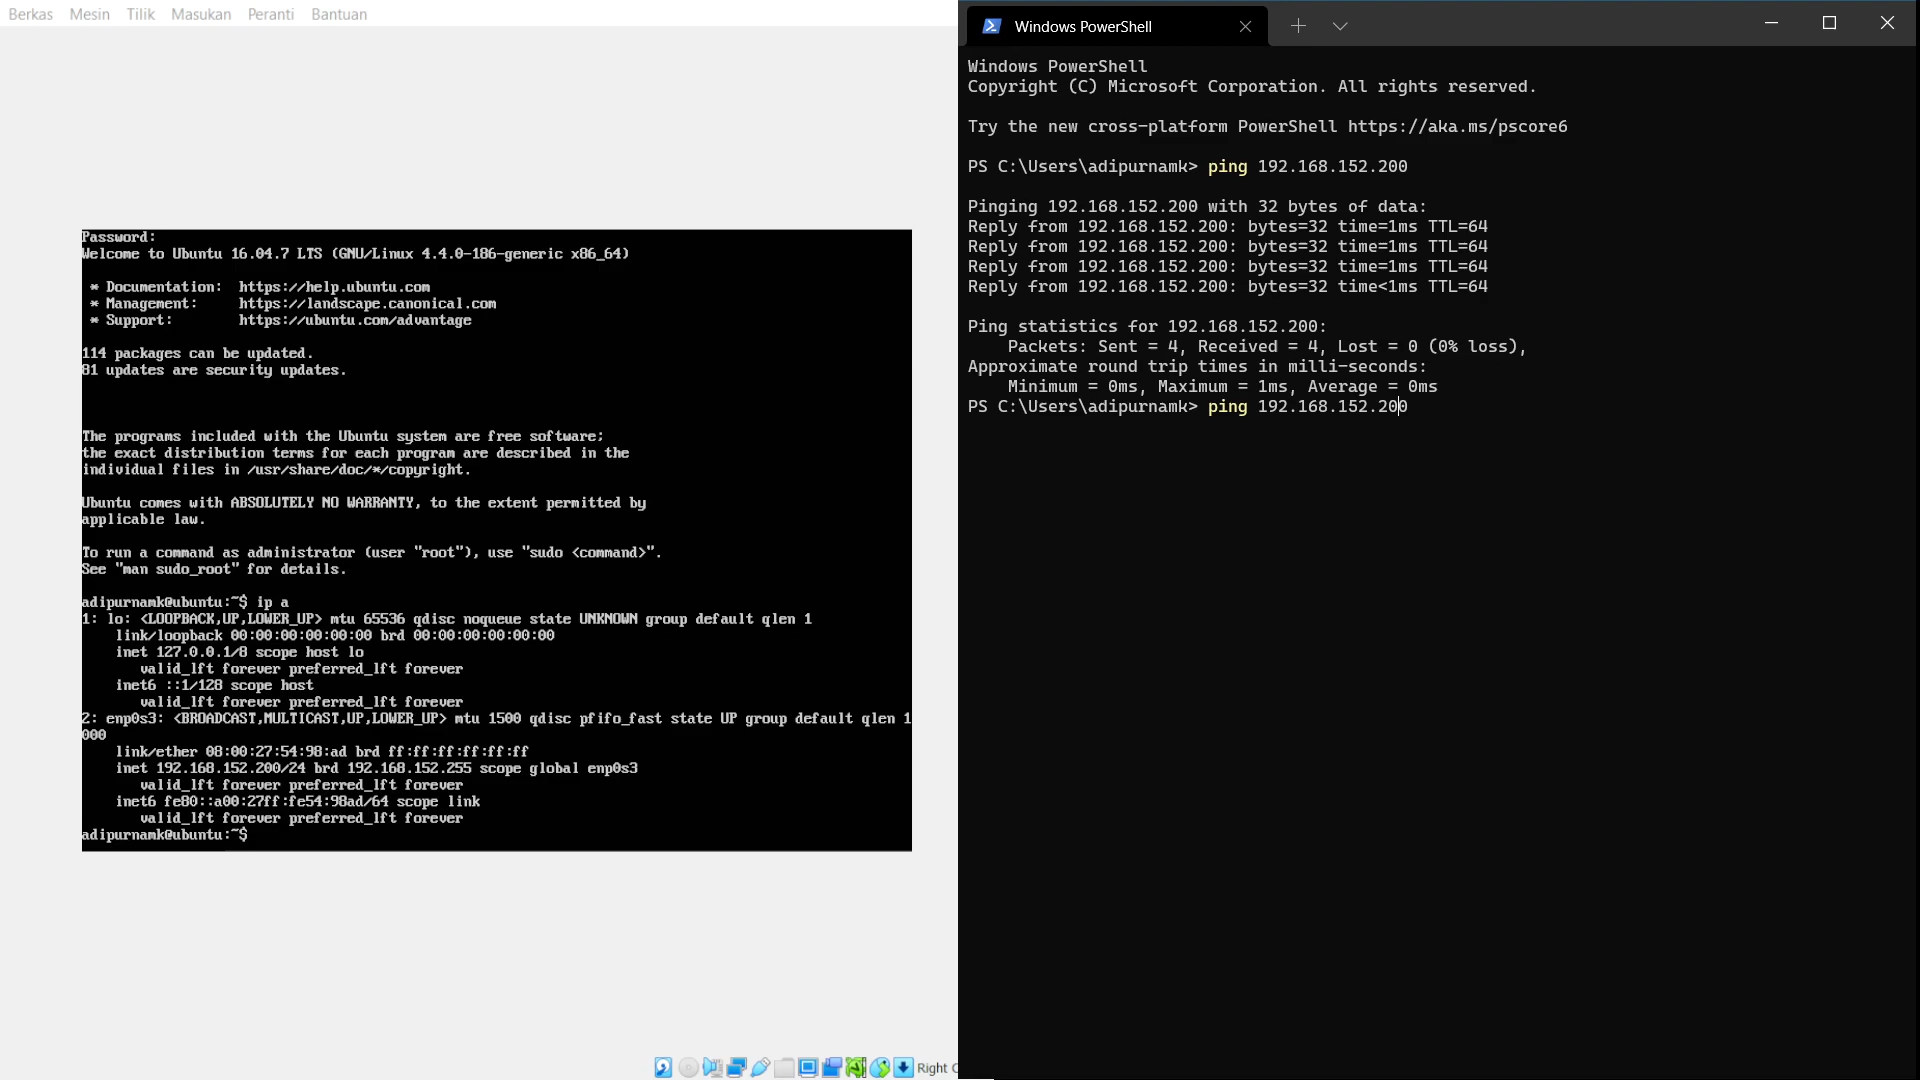 Berkas Mesin Tilik Masukan Peranti Bantuan
Password:
Welcome to Ubuntu 16.04.7 LTS (GNU/Linux 4.4.0-186-generic x86_64)
* Documentation: https://help.ubuntu.com
* Management: https://landscape.canonical.com
* Support: https://ubuntu.com/advantage
114 packages can be updated.
81 updates are security updates.
The programs included with the Ubuntu system are free software;
the exact distribution terms for each program are described in the
individual files in /usr/share/doc/*/copyright.
Ubuntu comes with ABSOLUTELY NO WARRANTY, to the extent permitted by
applicable law.
To run a command as administrator (user "root"), use "sudo <command>".
See "man sudo_root" for details.
adipurnamk@ubuntu:~$ ip a
1: lo: <LOOPBACK,UP,LOWER_UP> mtu 65536 qdisc noqueue state UNKNOWN group default qlen 1
link/loopback 00:00:00:00:00:00 brd 00:00:00:00:00:00
inet 127.0.0.1/8 scope host lo
valid_lft forever preferred_lft forever
inet6 ::1/128 scope host
valid_lft forever preferred_lft forever
2: enp0s3: <BROADCAST,MULTICAST,UP,LOWER_UP> mtu 1500 qdisc pfifo_fast state UP group default qlen 1
000
link/ether 08:00:27:54:98:ad brd ff:ff:ff:ff:ff:ff
inet 192.168.152.200/24 brd 192.168.152.255 scope global enp0s3
valid_lft forever preferred_lft forever
inet6 fe80::a00:27ff:fe54:98ad/64 scope link
valid_lft forever preferred_lft forever
adipurnamk@ubuntu:~$
Right C
Windows PowerShell
Windows PowerShell
Copyright (C) Microsoft Corporation. All rights reserved.
Try the new cross-platform PowerShell https://aka.ms/pscore6
PS C:\Users\adipurnamk> ping 192.168.152.200
Pinging 192.168.152.200 with 32 bytes of data:
Reply from 192.168.152.200: bytes=32 time=1ms TTL=64
Reply from 192.168.152.200: bytes=32 time=1ms TTL=64
Reply from 192.168.152.200: bytes=32 time=1ms TTL=64
Reply from 192.168.152.200: bytes=32 time<1ms TTL=64
Ping statistics for 192.168.152.200:
Packets: Sent = 4, Received = 4, Lost = 0 (0% loss),
Approximate round trip times in milli-seconds:
Minimum = 0ms, Maximum = 1ms, Average = 0ms
PS C:\Users\adipurnamk> ping 192.168.152.200